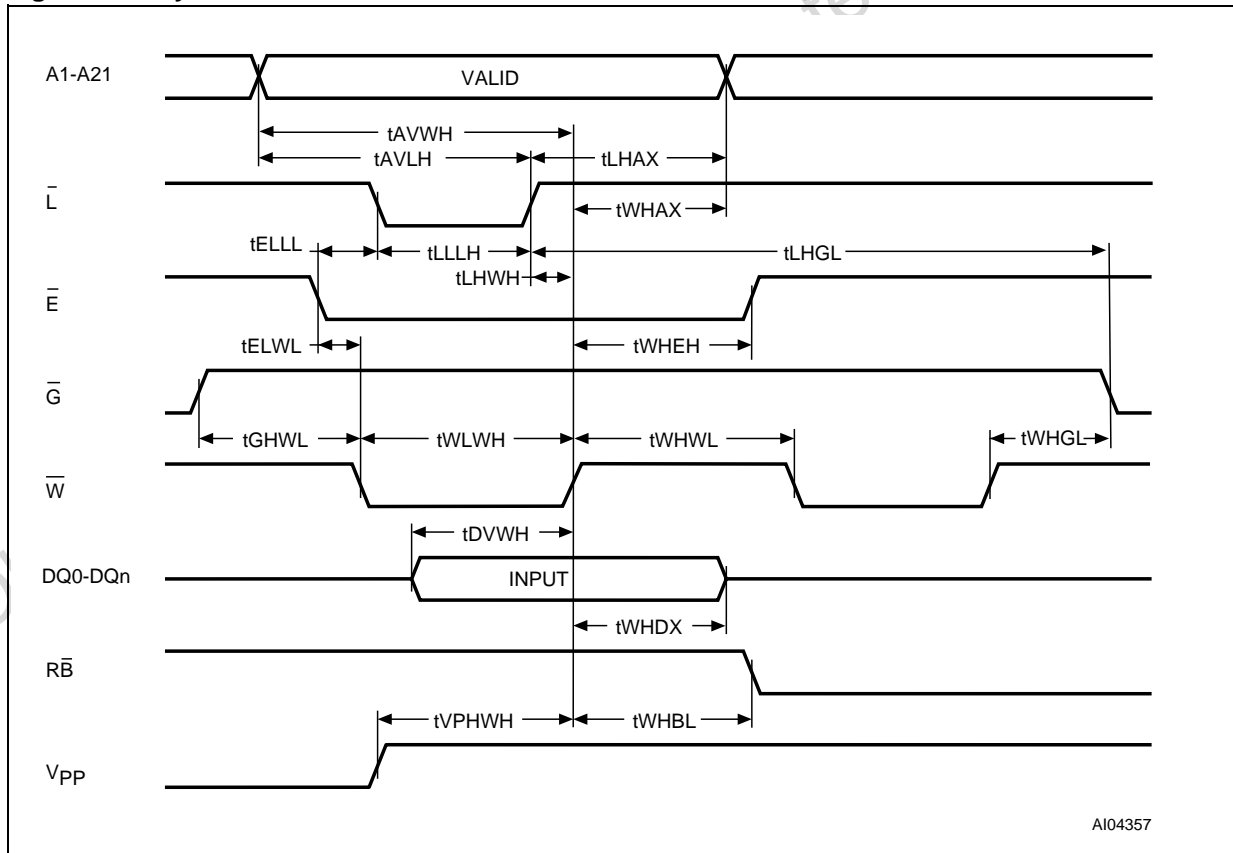 A1-A21
VALID
tAVWH
tAVLH
tLHAX
L̅
tWHAX
tELLL
tLLLH
tLHGL
tLHWH
E̅
tELWL
tWHEH
G̅
tGHWL
tWLWH
tWHWL
tWHGL
W̅
tDVWH
DQ0-DQn
INPUT
tWHDX
RB̅
tVPHWH
tWHBL
VPP
AI04357